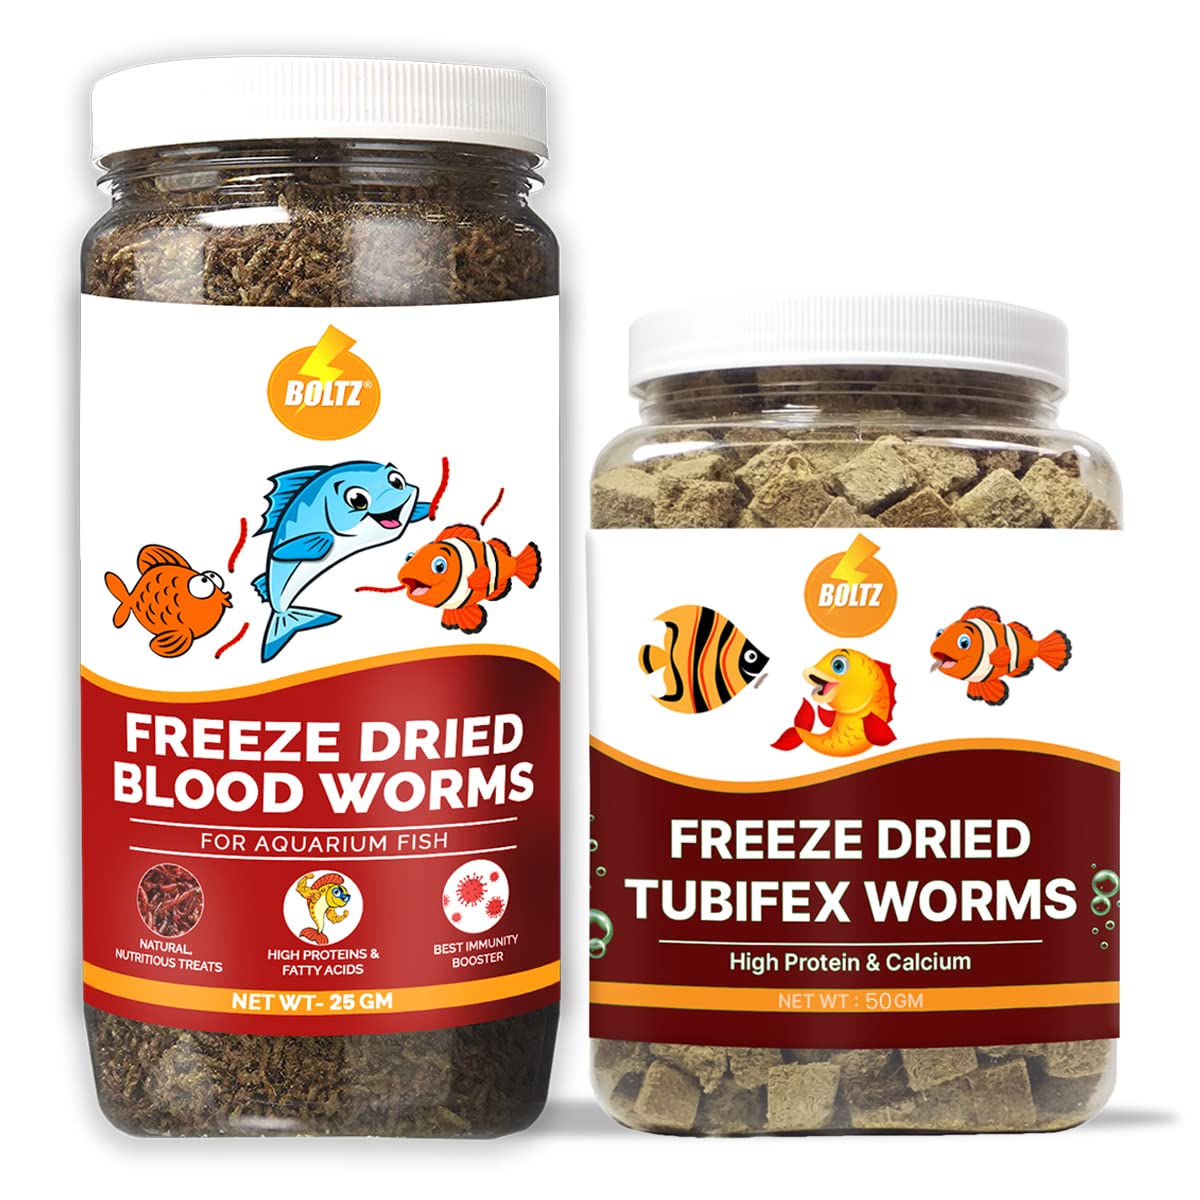 BOLTZ®
FREEZE DRIED
BLOOD WORMS
FOR AQUARIUM FISH
NATURAL,
NUTRITIOUS TREATS
HIGH PROTEINS &
FATTY ACIDS
BEST IMMUNITY
BOOSTER
NET WT- 25 GM
BOLTZ
FREEZE DRIED
TUBIFEX WORMS
High Protein & Calcium
NET WT : 50GM